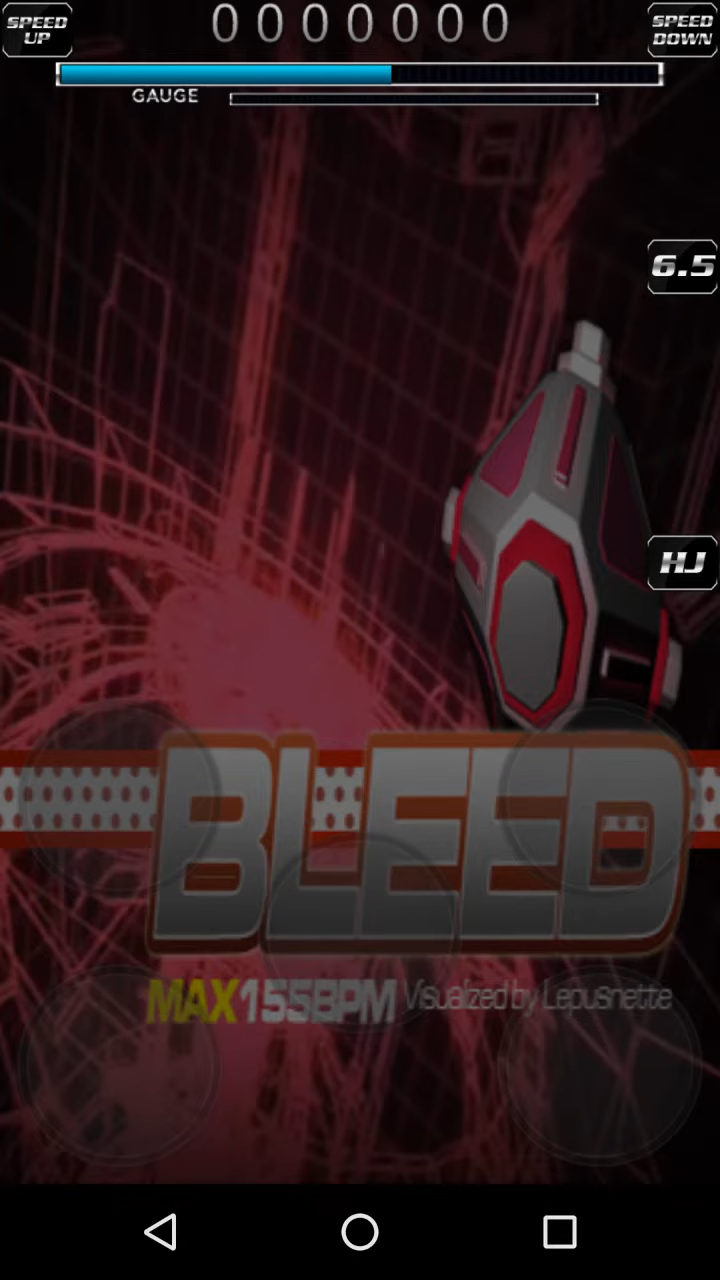 SPEED UP
0000000
SPEED DOWN
GAUGE
6.5
HJ
BLEED
MAX155BPM Visualized by Lepusnette